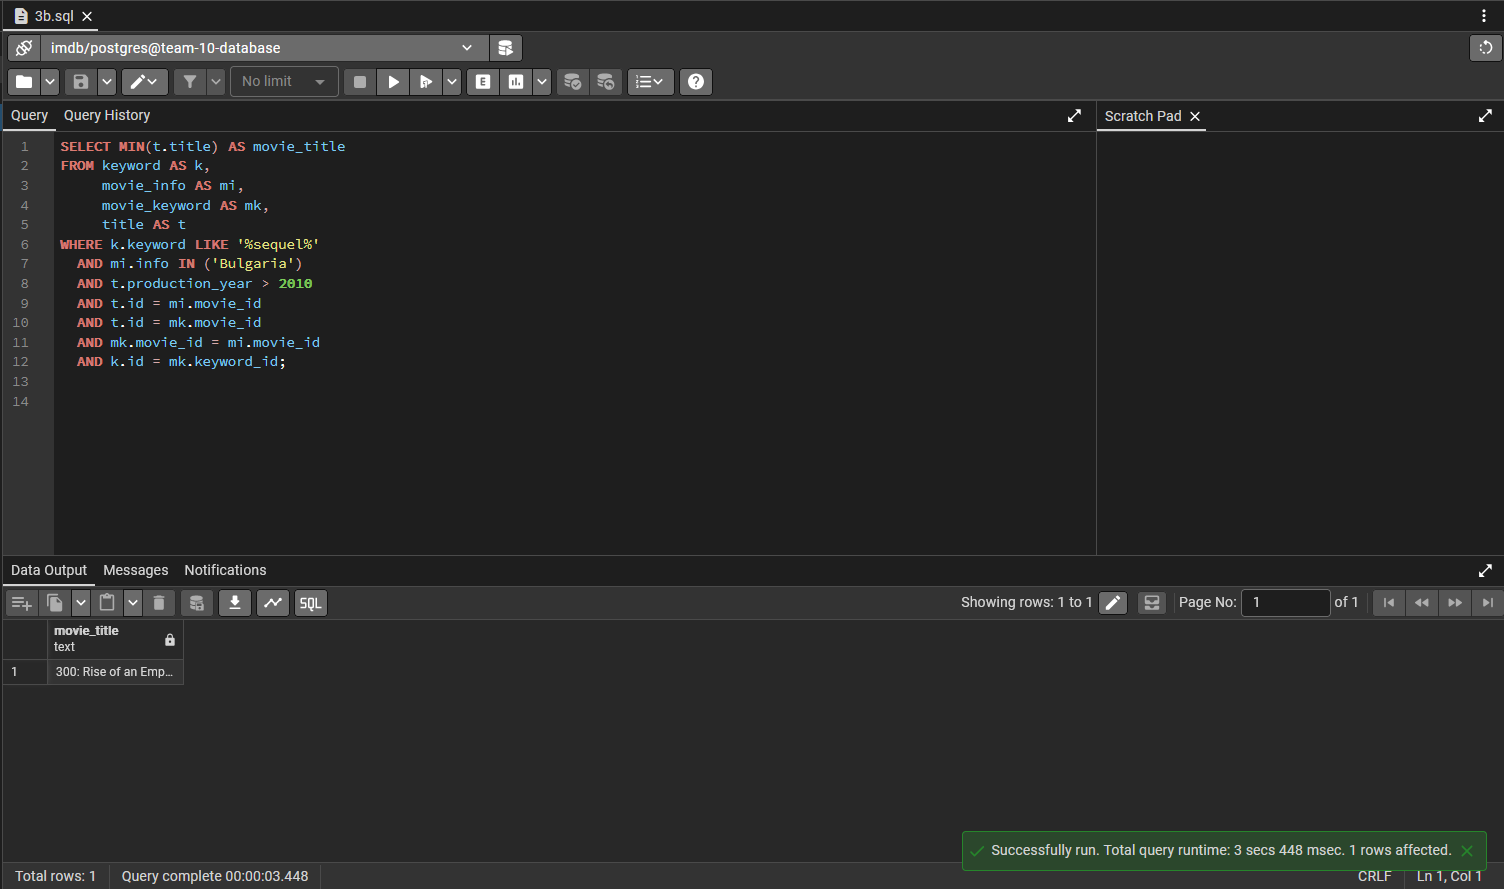 3b.sql
imdb/postgres@team-10-database
No limit
E
SQL
Query Query History
Scratch Pad
1 SELECT MIN(t.title) AS movie_title
2 FROM keyword AS k,
3 movie_info AS mi,
4 movie_keyword AS mk,
5 title AS t
6 WHERE k.keyword LIKE '%sequel%'
7 AND mi.info IN ('Bulgaria')
8 AND t.production_year > 2010
9 AND t.id = mi.movie_id
10 AND t.id = mk.movie_id
11 AND mk.movie_id = mi.movie_id
12 AND k.id = mk.keyword_id;
13
14
Data Output Messages Notifications
Showing rows: 1 to 1 Page No: 1 of 1
movie_title
text
1 300: Rise of an Emp...
Successfully run. Total query runtime: 3 secs 448 msec. 1 rows affected.
Total rows: 1 Query complete 00:00:03.448 CRLF Ln 1, Col 1